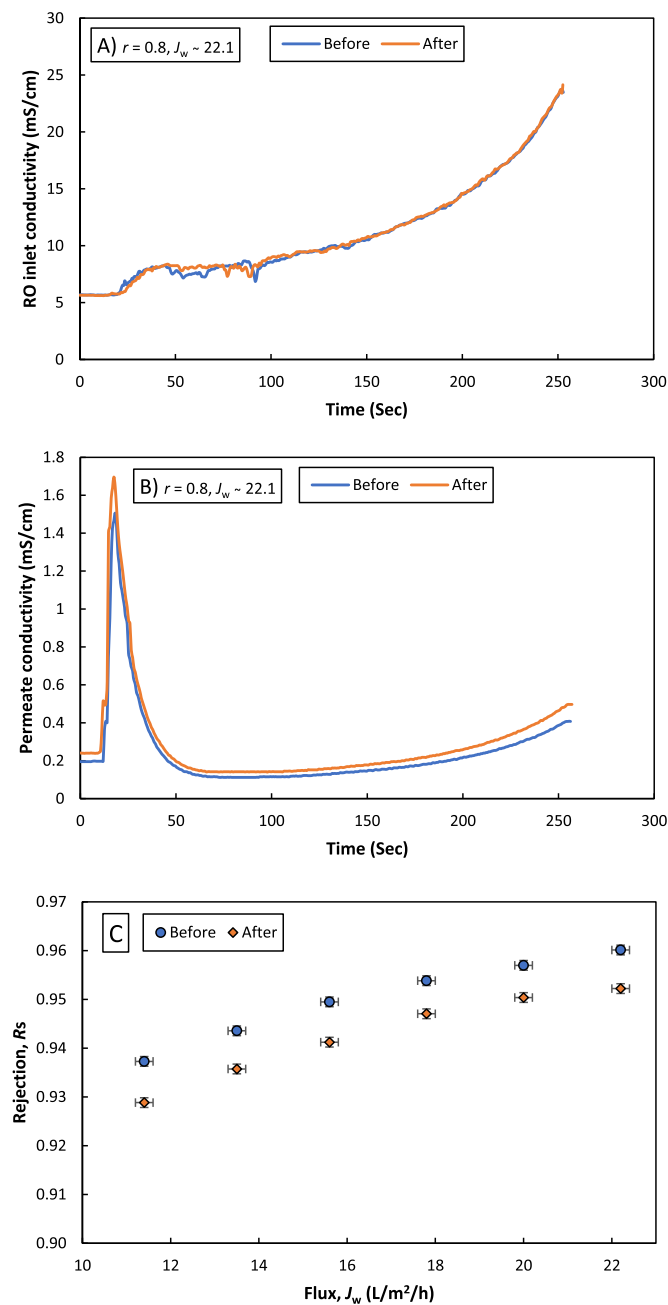 A) r = 0.8, Jw ~ 22.1
Before After
30
25
20
15
10
5
0
RO inlet conductivity (mS/cm)
0 50 100 150 200 250 300
Time (Sec)
B) r = 0.8, Jw ~ 22.1
Before After
1.8
1.6
1.4
1.2
1
0.8
0.6
0.4
0.2
0
Permeate conductivity (mS/cm)
0 50 100 150 200 250 300
Time (Sec)
C
Before After
0.97
0.96
0.95
0.94
0.93
0.92
0.91
0.90
Rejection, Rs
10 12 14 16 18 20 22
Flux, Jw (L/m²/h)